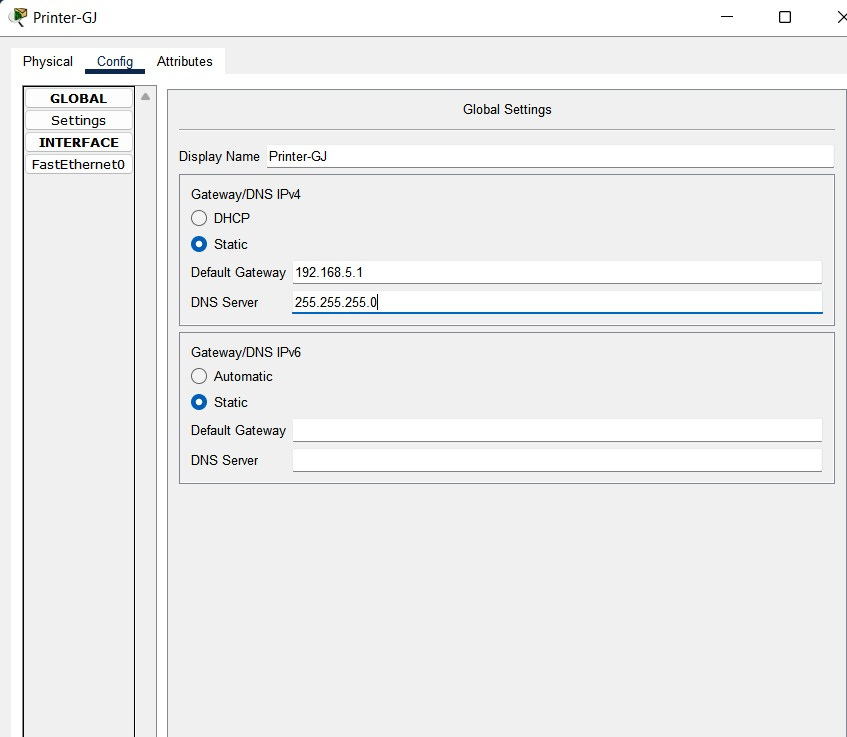 Printer-GJ
Physical Config Attributes
GLOBAL
Settings
INTERFACE
FastEthernet0
Global Settings
Display Name Printer-GJ
Gateway/DNS IPv4
DHCP
Static
Default Gateway 192.168.5.1
DNS Server 255.255.255.0
Gateway/DNS IPv6
Automatic
Static
Default Gateway
DNS Server